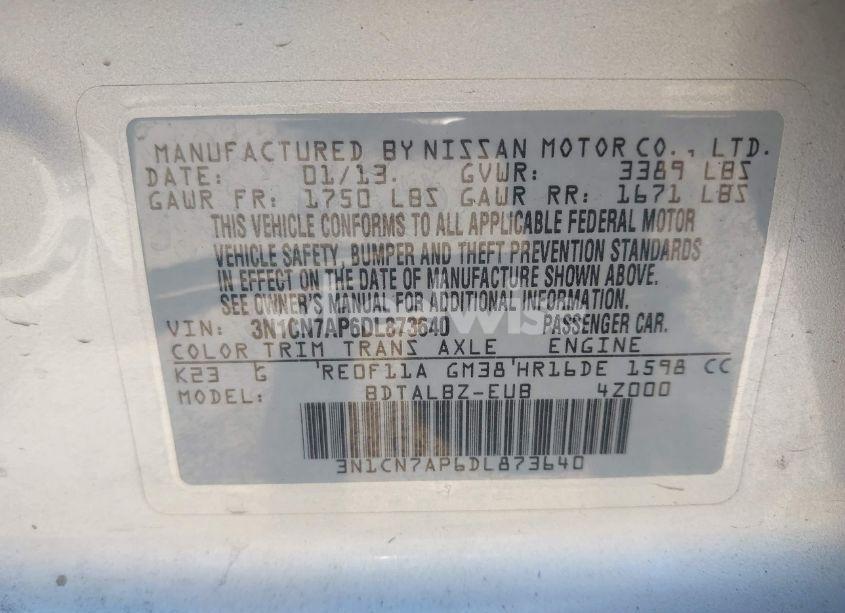 MANUFACTURED BY NISSAN MOTOR CO., LTD.
DATE: 01/13. GVWR: 3389 LBS
GAWR FR: 1750 LBS GAWR RR: 1671 LBS
THIS VEHICLE CONFORMS TO ALL APPLICABLE FEDERAL MOTOR
VEHICLE SAFETY, BUMPER AND THEFT PREVENTION STANDARDS
IN EFFECT ON THE DATE OF MANUFACTURE SHOWN ABOVE.
SEE OWNER'S MANUAL FOR ADDITIONAL INFORMATION.
VIN: 3N1CN7AP6DL873640 PASSENGER CAR.
COLOR TRIM TRANS AXLE ENGINE
K23 G RE0F11A GM38 HR16DE 1598 CC
MODEL: BDTALBZ-EUB 4Z000
3N1CN7AP6DL873640